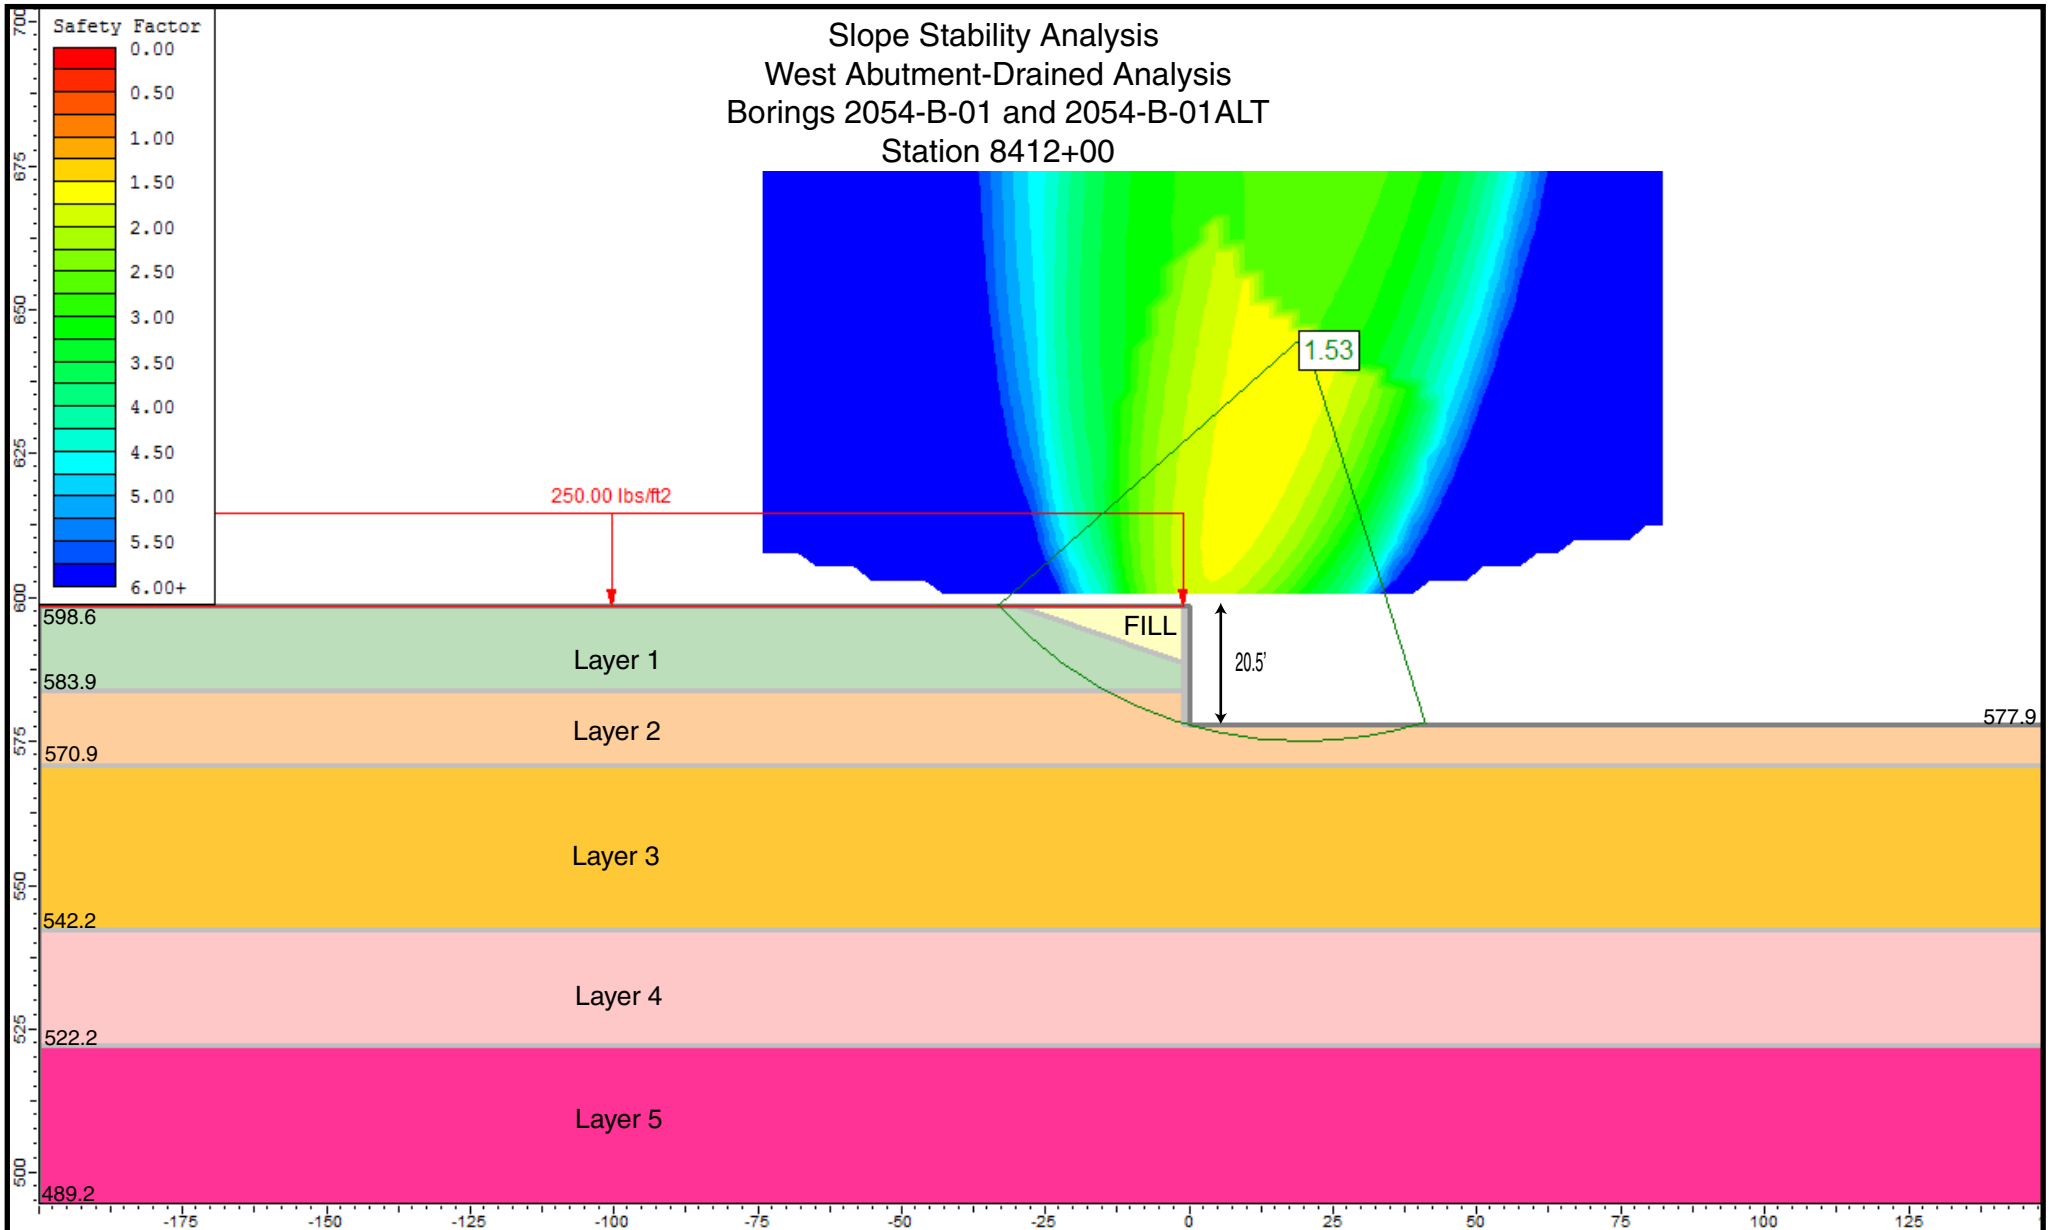 Slope Stability Analysis
West Abutment-Drained Analysis
Borings 2054-B-01 and 2054-B-01ALT
Station 8412+00
Safety Factor
0.00
0.50
1.00
1.50
2.00
2.50
3.00
3.50
4.00
4.50
5.00
5.50
6.00+
700
675
650
625
600
575
550
525
500
1.53
250.00 lbs/ft2
598.6
FILL
Layer 1
20.5'
583.9
577.9
Layer 2
570.9
Layer 3
542.2
Layer 4
522.2
Layer 5
489.2
-175 -150 -125 -100 -75 -50 -25 0 25 50 75 100 125